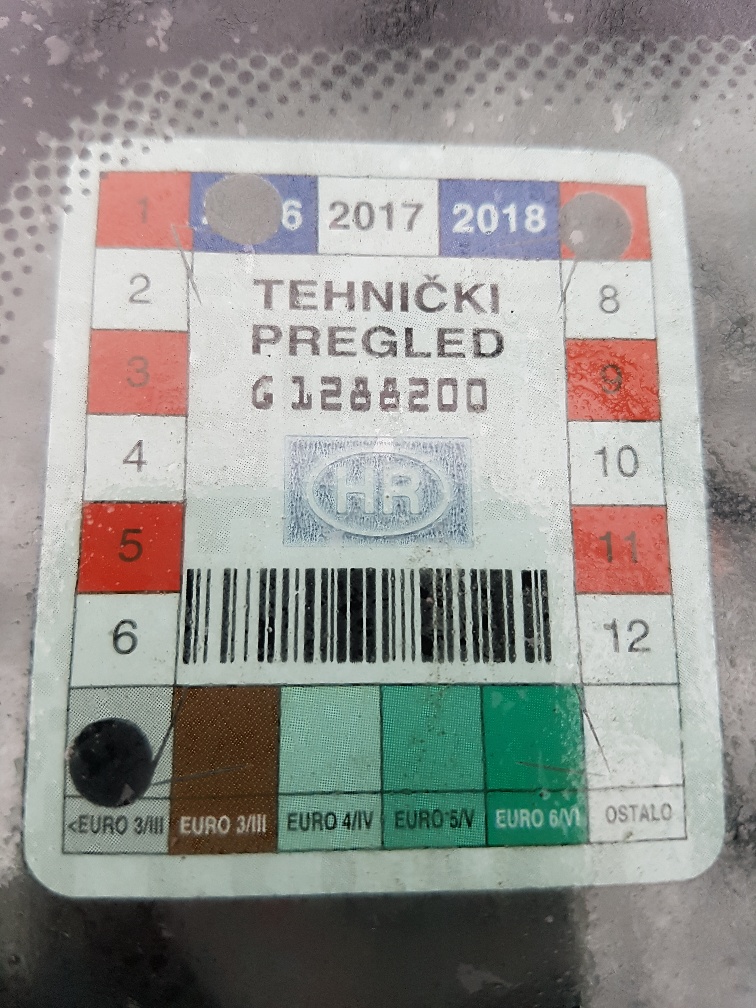 1 6 2017 2018
2 TEHNIČKI 8
3 PREGLED 9
G 1288200
4 HR 10
5 11
6 12
<EURO 3/III EURO 3/III EURO 4/IV EURO 5/V EURO 6/VI OSTALO